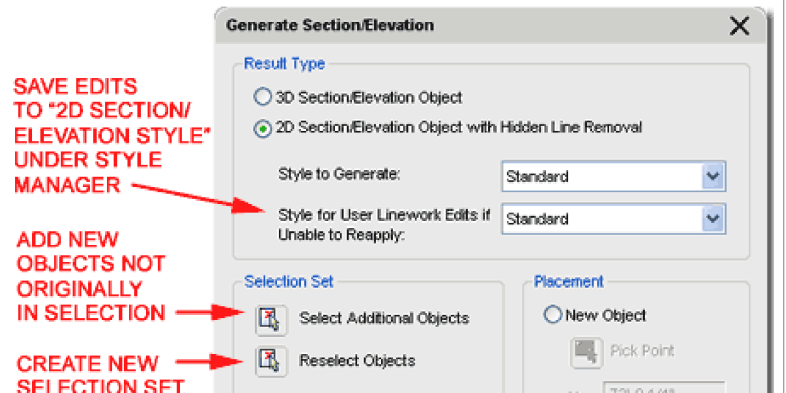 Generate Section/Elevation
Result Type
SAVE EDITS
TO "2D SECTION/
ELEVATION STYLE"
UNDER STYLE
MANAGER
3D Section/Elevation Object
2D Section/Elevation Object with Hidden Line Removal
Style to Generate:
Standard
Style for User Linework Edits if
Unable to Reapply:
Standard
ADD NEW
OBJECTS NOT
ORIGINALLY
IN SELECTION
Selection Set
Select Additional Objects
CREATE NEW
SELECTION SET
Reselect Objects
Placement
New Object
Pick Point